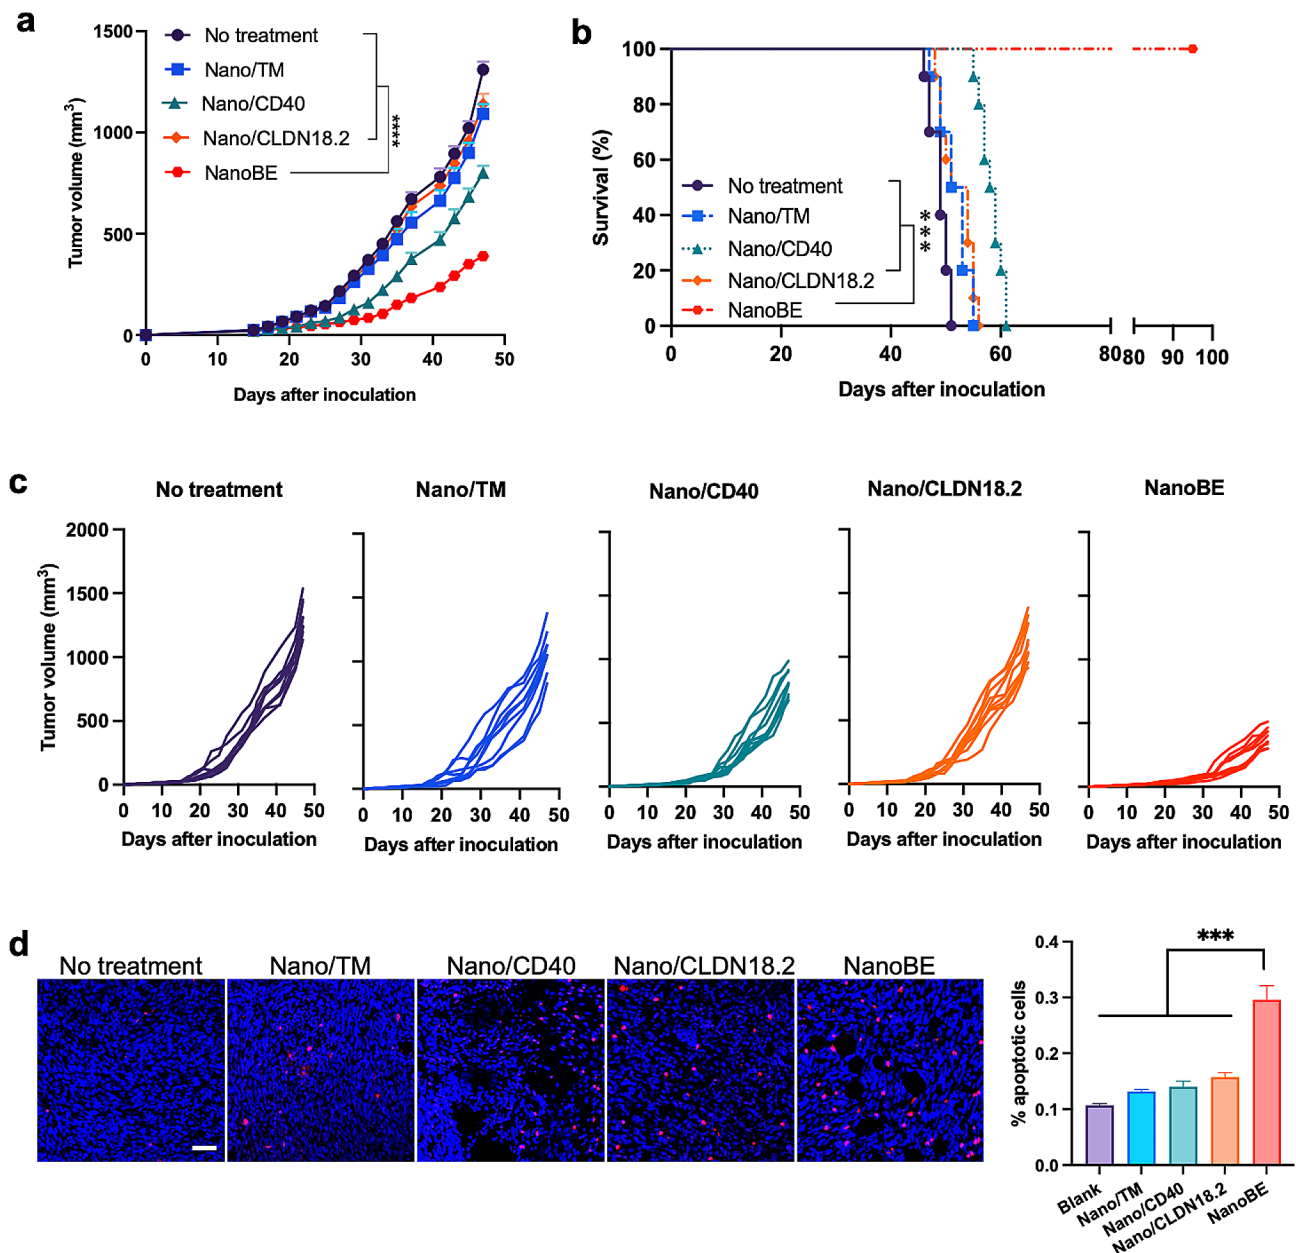 a
1500
1000
500
0
0 10 20 30 40 50
Tumor volume (mm³)
Days after inoculation
No treatment
Nano/TM
Nano/CD40
Nano/CLDN18.2
NanoBE
****
b
100
80
60
40
20
0
0 20 40 60 80 80 90 100
Survival (%)
Days after inoculation
No treatment
Nano/TM
Nano/CD40
Nano/CLDN18.2
NanoBE
***
c
No treatment
Nano/TM
Nano/CD40
Nano/CLDN18.2
NanoBE
Tumor volume (mm³)
2000
1500
1000
500
0
0 10 20 30 40 50
0 10 20 30 40 50
0 10 20 30 40 50
0 10 20 30 40 50
0 10 20 30 40 50
Days after inoculation
Days after inoculation
Days after inoculation
Days after inoculation
Days after inoculation
d
No treatment
Nano/TM
Nano/CD40
Nano/CLDN18.2
NanoBE
% apoptotic cells
0.4
0.3
0.2
0.1
0.0
***
Blank
Nano/TM
Nano/CD40
Nano/CLDN18.2
NanoBE